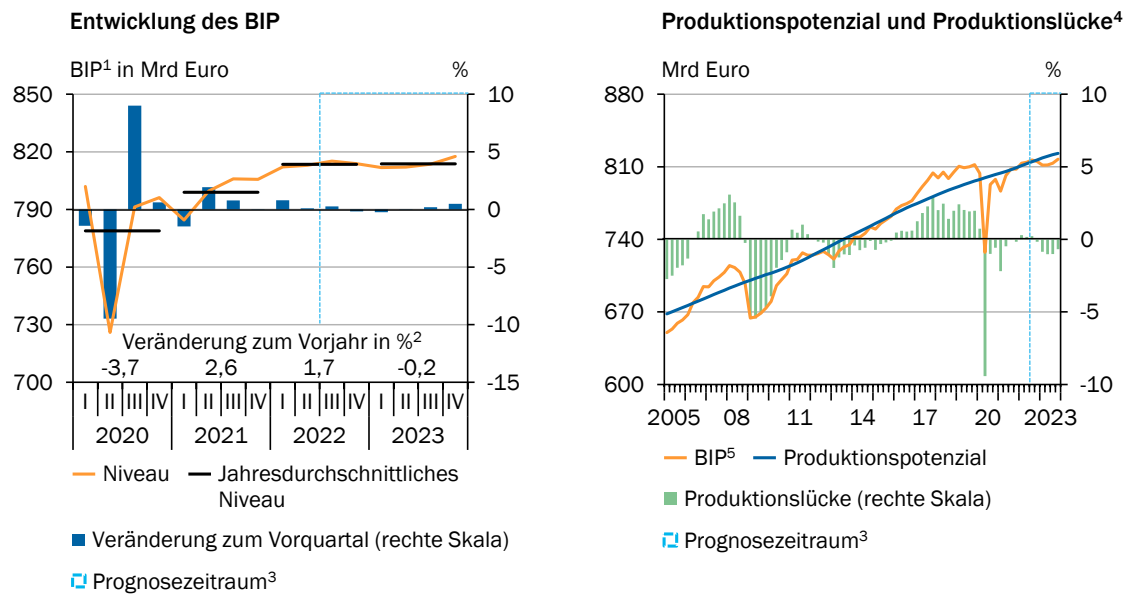 Entwicklung des BIP
BIP¹ in Mrd Euro %
850 10
820 5
790 0
760 -5
730 -10
700 -15
Veränderung zum Vorjahr in %²
-3,7 2,6 1,7 -0,2
I II III IV I II III IV I II III IV I II III IV
2020 2021 2022 2023
Niveau Jahresdurchschnittliches Niveau
Veränderung zum Vorquartal (rechte Skala)
Prognosezeitraum³
Produktionspotenzial und Produktionslücke⁴
Mrd Euro %
880 10
810 5
740 0
670 -5
600 -10
2005 08 11 14 17 20 2023
BIP⁵ Produktionspotenzial
Produktionslücke (rechte Skala)
Prognosezeitraum³